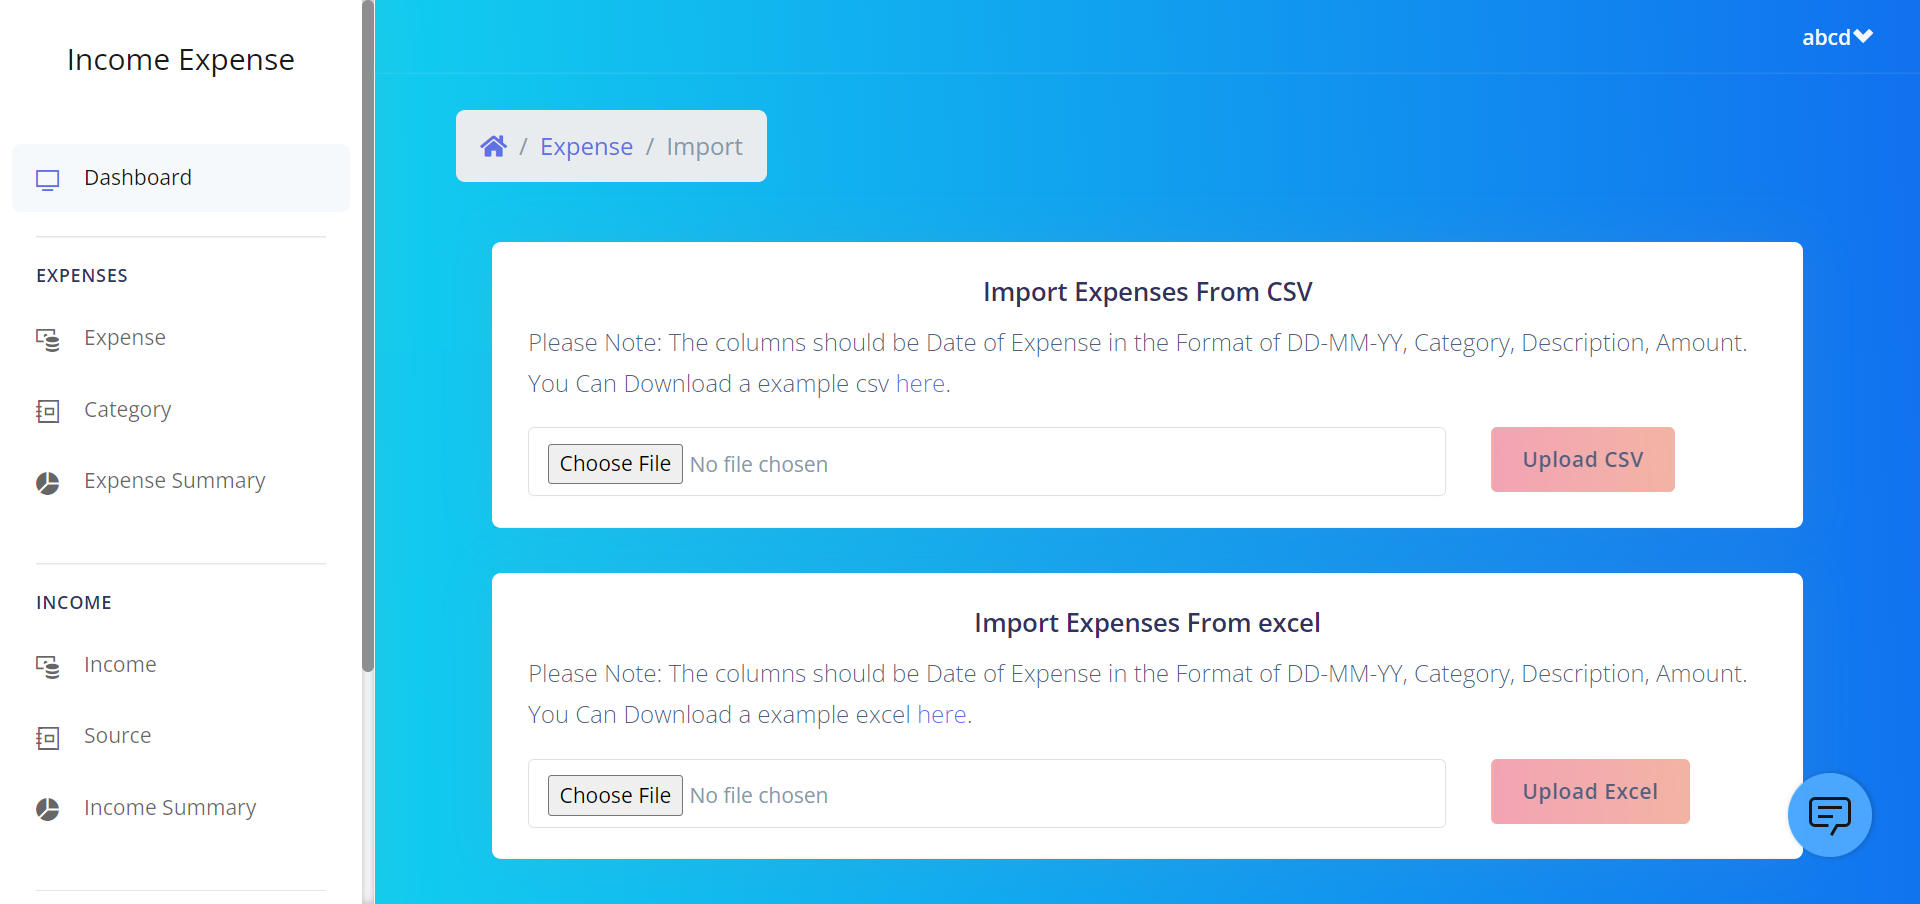 Income Expense
Dashboard
EXPENSES
Expense
Category
Expense Summary
INCOME
Income
Source
Income Summary
abcd
/ Expense / Import
Import Expenses From CSV
Please Note: The columns should be Date of Expense in the Format of DD-MM-YY, Category, Description, Amount.
You Can Download a example csv here.
Choose File No file chosen
Upload CSV
Import Expenses From excel
Please Note: The columns should be Date of Expense in the Format of DD-MM-YY, Category, Description, Amount.
You Can Download a example excel here.
Choose File No file chosen
Upload Excel